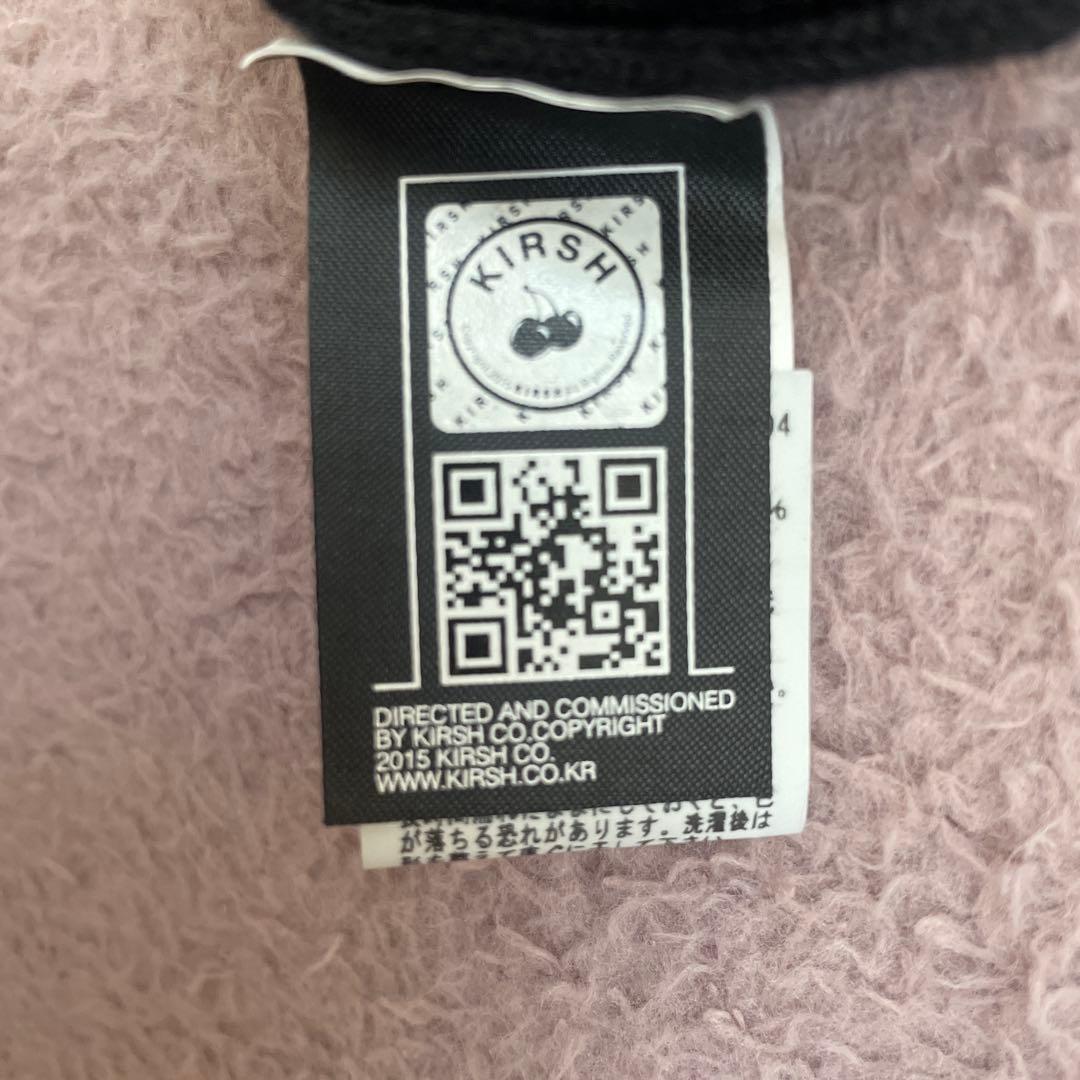 KIRSH
DIRECTED AND COMMISSIONED
BY KIRSH CO.COPYRIGHT
2015 KIRSH CO.
WWW.KIRSH.CO.KR
が落ちる恐れがあります。洗濯後は